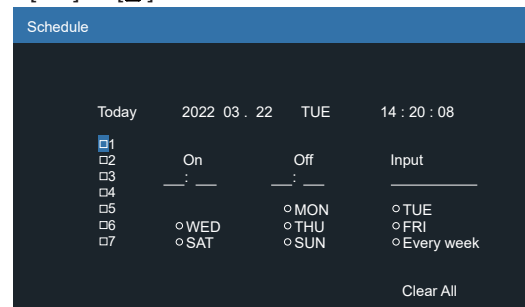 Schedule
Today 2022 03 . 22 TUE 14 : 20 : 08
1
2 On Off Input
3 __: __ __: __ ________
4
5 MON TUE
6 WED THU FRI
7 SAT SUN Every week
Clear All